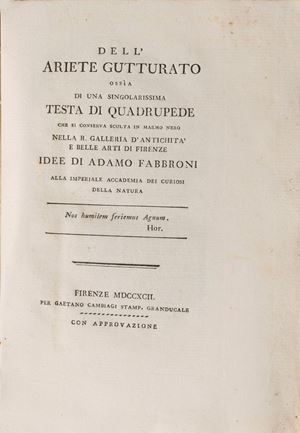 DELL'
ARIETE GUTTURATO
OSSÌA
DI UNA SINGOLARISSIMA
TESTA DI QUADRUPEDE
CHE SI CONSERVA SCULTA IN MARMO NERO
NELLA R. GALLERIA D'ANTICHITA'
E BELLE ARTI DI FIRENZE
IDEE DI ADAMO FABBRONI
ALLA IMPERIALE ACCADEMIA DEI CURIOSI
DELLA NATURA
Nos humilem feriemus Agnum.
Hor.
FIRENZE MDCCXCII.
PER GAETANO CAMBIAGI STAMP. GRANDUCALE
CON APPROVAZIONE